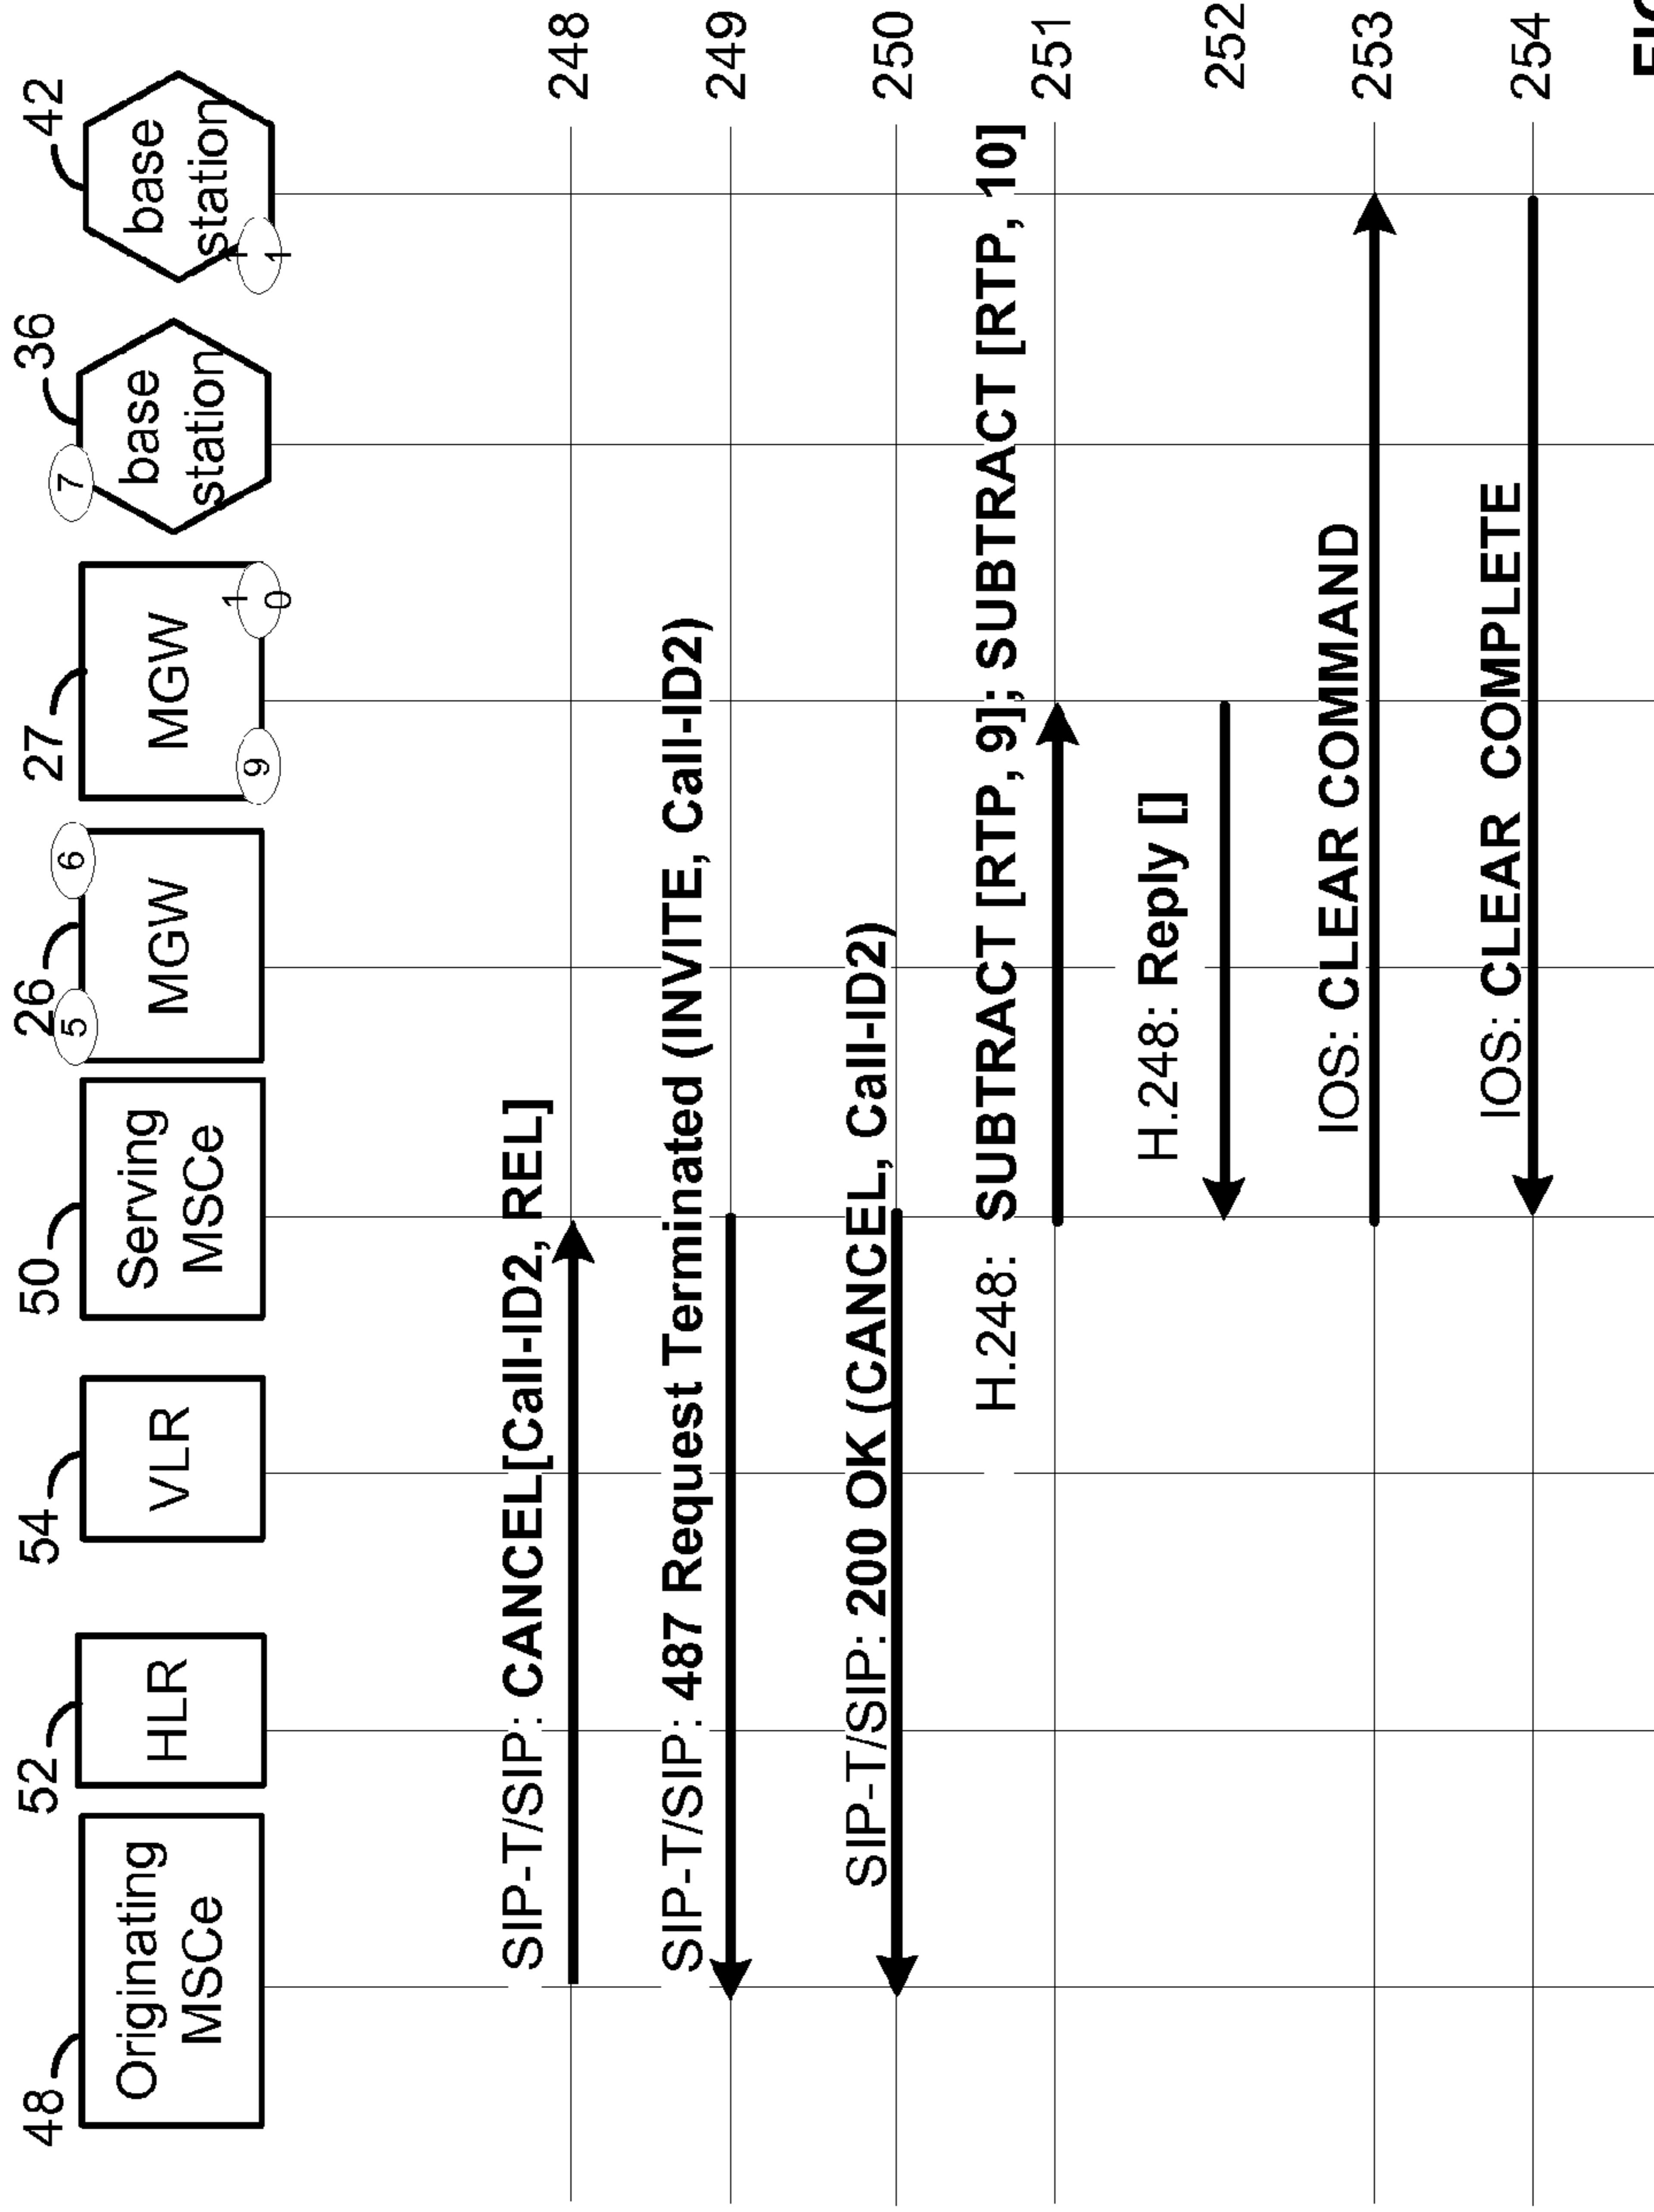 48
52
54
50
26
27
36
42
Originating
MSCe
HLR
VLR
Serving
MSCe
5
6
MGW
MGW
9
1
0
7
base
station
base
station
1
1
SIP-T/SIP: CANCEL[Call-ID2, REL]
248
SIP-T/SIP: 487 Request Terminated (INVITE, Call-ID2)
249
SIP-T/SIP: 200 OK (CANCEL, Call-ID2)
250
H.248: SUBTRACT [RTP, 9]; SUBTRACT [RTP, 10]
251
H.248: Reply []
252
IOS: CLEAR COMMAND
253
IOS: CLEAR COMPLETE
254